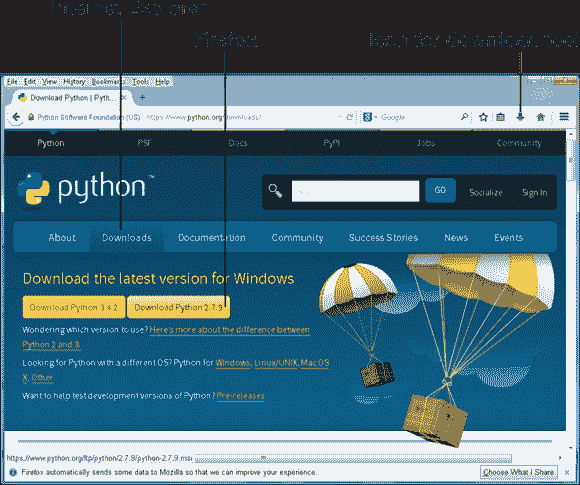 Internet Explorer
Firefox
Icon for download tool
File Edit View History Bookmarks Tools Help
Download Python | Pyth...
Python Software Foundation (US) https://www.python.org/downloads/
Google
Python PSF Docs PyPI Jobs Community
python™
GO Socialize Sign In
About Downloads Documentation Community Success Stories News Events
Download the latest version for Windows
Download Python 3.4.2 Download Python 2.7.9
Wondering which version to use? Here's more about the difference between
Python 2 and 3.
Looking for Python with a different OS? Python for Windows, Linux/UNIX, Mac OS
X, Other
Want to help test development versions of Python? Pre-releases
https://www.python.org/ftp/python/2.7.9/python-2.7.9.msi
Firefox automatically sends some data to Mozilla so that we can improve your experience. Choose What I Share